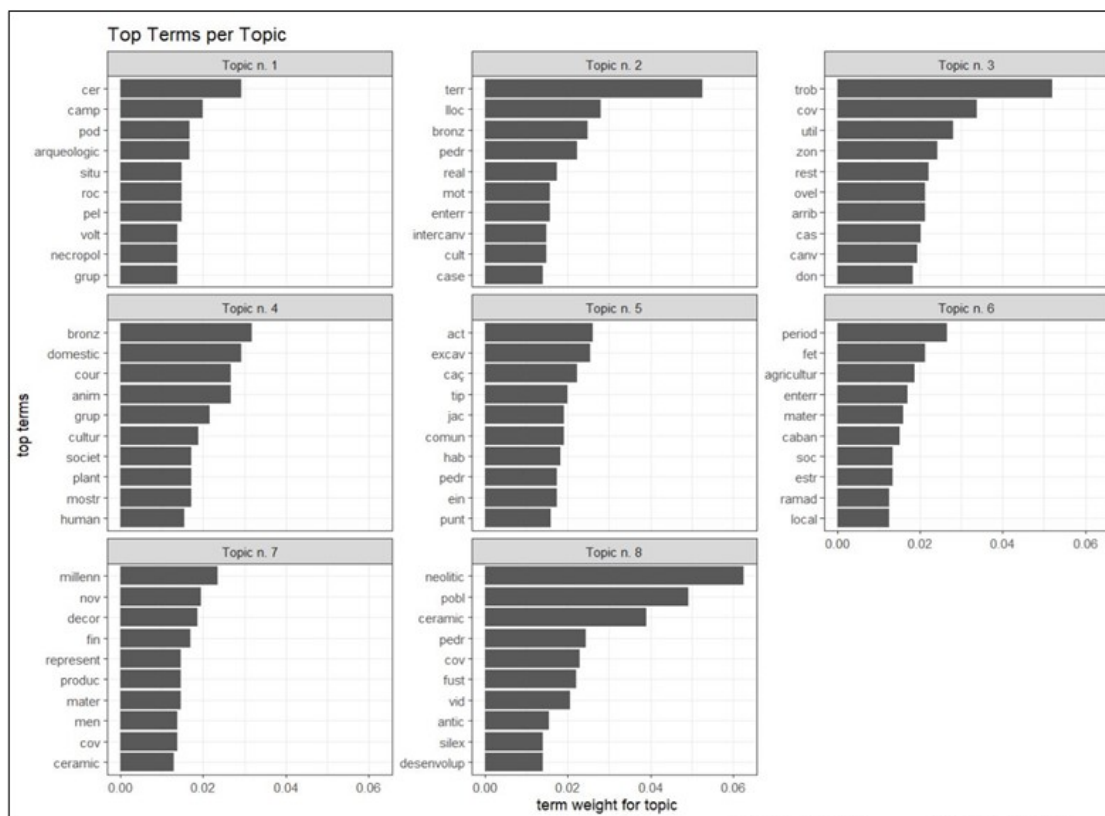 Top Terms per Topic
Topic n. 1
cer
camp
pod
arqueologic
situ
roc
pel
volt
necropol
grup
Topic n. 2
terr
lloc
bronz
pedr
real
mot
enterr
intercanv
cult
case
Topic n. 3
trob
cov
util
zon
rest
ovel
arrib
cas
canv
don
top terms
Topic n. 4
bronz
domestic
cour
anim
grup
cultur
societ
plant
mostr
human
Topic n. 5
act
excav
caç
tip
jac
comun
hab
pedr
ein
punt
Topic n. 6
period
fet
agricultur
enterr
mater
caban
soc
estr
ramad
local
0.00 0.02 0.04 0.06
Topic n. 7
millenn
nov
decor
fin
represent
produc
mater
men
cov
ceramic
0.00 0.02 0.04 0.06
Topic n. 8
neolitic
pobl
ceramic
pedr
cov
fust
vid
antic
silex
desenvolup
0.00 0.02 0.04 0.06
term weight for topic